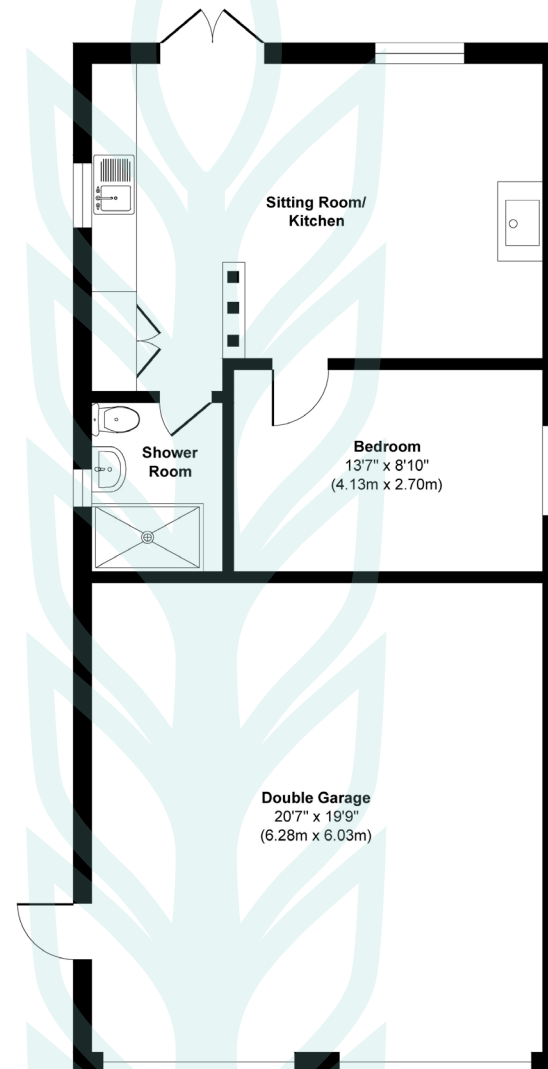 Sitting Room/
Kitchen
Shower
Room
Bedroom
13'7" x 8'10"
(4.13m x 2.70m)
Double Garage
20'7" x 19'9"
(6.28m x 6.03m)